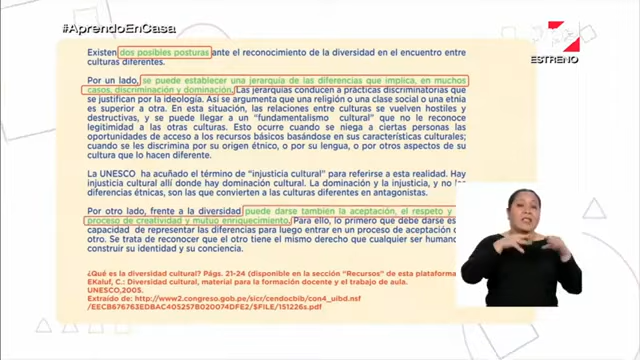 #AprendoEnCasa
ESTRENO
Existen dos posibles posturas ante el reconocimiento de la diversidad en el encuentro entre
culturas diferentes.
Por un lado, se puede establecer una jerarquía de las diferencias que implica, en muchos
casos, discriminación y dominación. Las jerarquías conducen a prácticas discriminatorias que
se justifican por la ideología. Así se argumenta que una religión o una clase social o una etnia
es superior a otra. En esta situación, las relaciones entre culturas se vuelven hostiles y
destructivas, y se puede llegar a un "fundamentalismo cultural" que no le reconoce
legitimidad a las otras culturas. Esto ocurre cuando se niega a ciertas personas las
oportunidades de acceso a los recursos básicos basándose en sus características culturales;
cuando se les discrimina por su origen étnico, o por su lengua, o por otros aspectos de su
cultura que lo hacen diferente.
La UNESCO ha acuñado el término de "injusticia cultural" para referirse a esta realidad. Hay
injusticia cultural allí donde hay dominación cultural. La dominación y la injusticia, y no las
diferencias étnicas, son las que convierten a las culturas diferentes en antagonistas.
Por otro lado, frente a la diversidad puede darse también la aceptación, el respeto y
proceso de creatividad y mutuo enriquecimiento. Para ello, lo primero que debe darse es
capacidad de representar las diferencias para luego entrar en un proceso de aceptación
otro. Se trata de reconocer que el otro tiene el mismo derecho que cualquier ser humano
construir su identidad y su conciencia.
¿Qué es la diversidad cultural? Págs. 21-24 (disponible en la sección "Recursos" de esta plataforma
EKaluf, C.: Diversidad cultural, material para la formación docente y el trabajo de aula.
UNESCO,2005.
Extraído de: http://www2.congreso.gob.pe/sicr/cendocbib/con4_uibd.nsf
/EECB676763EDBAC405257B020074DFE2/$FILE/151226s.pdf